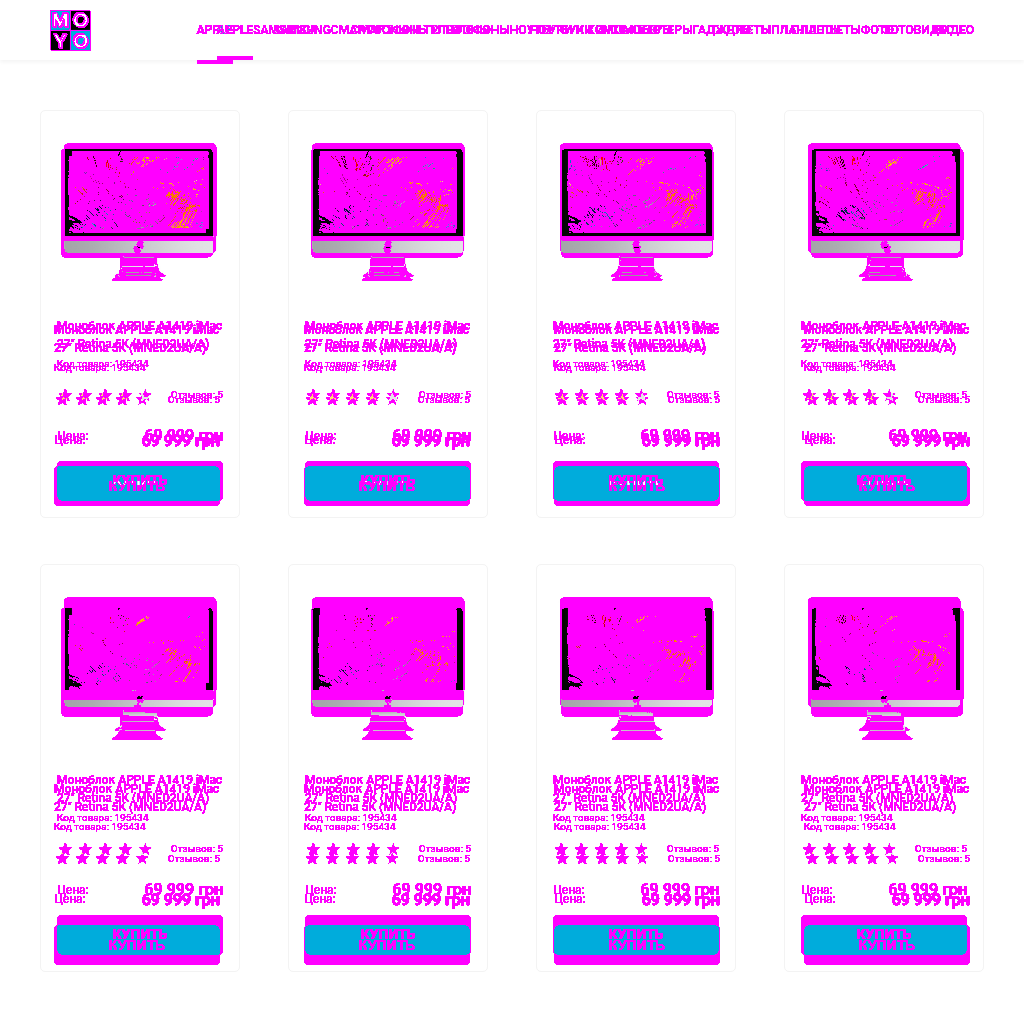 MOYO
APPLE SAMSUNG СМАРТФОНЫ НОУТБУКИ И КОМПЬЮТЕРЫ ГАДЖЕТЫ ПЛАНШЕТЫ ФОТО ВИДЕО
Моноблок APPLE A1419 iMac
27" Retina 5K (MNED2UA/A)
Код товара: 195434
Отзывов: 5
Цена: 69 999 грн
КУПИТЬ
Моноблок APPLE A1419 iMac
27" Retina 5K (MNED2UA/A)
Код товара: 195434
Отзывов: 5
Цена: 69 999 грн
КУПИТЬ
Моноблок APPLE A1419 iMac
27" Retina 5K (MNED2UA/A)
Код товара: 195434
Отзывов: 5
Цена: 69 999 грн
КУПИТЬ
Моноблок APPLE A1419 iMac
27" Retina 5K (MNED2UA/A)
Код товара: 195434
Отзывов: 5
Цена: 69 999 грн
КУПИТЬ
Моноблок APPLE A1419 iMac
27" Retina 5K (MNED2UA/A)
Код товара: 195434
Отзывов: 5
Цена: 69 999 грн
КУПИТЬ
Моноблок APPLE A1419 iMac
27" Retina 5K (MNED2UA/A)
Код товара: 195434
Отзывов: 5
Цена: 69 999 грн
КУПИТЬ
Моноблок APPLE A1419 iMac
27" Retina 5K (MNED2UA/A)
Код товара: 195434
Отзывов: 5
Цена: 69 999 грн
КУПИТЬ
Моноблок APPLE A1419 iMac
27" Retina 5K (MNED2UA/A)
Код товара: 195434
Отзывов: 5
Цена: 69 999 грн
КУПИТЬ